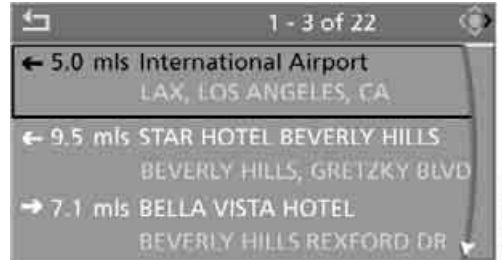 1 - 3 of 22
← 5.0 mls International Airport
LAX, LOS ANGELES, CA
← 9.5 mls STAR HOTEL BEVERLY HILLS
BEVERLY HILLS, GRETZKY BLVD
→ 7.1 mls BELLA VISTA HOTEL
BEVERLY HILLS REXFORD DR